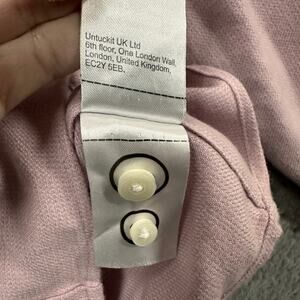 Untuckit UK Ltd
6th floor, One London Wall,
London, United Kingdom,
EC2Y 5EB,